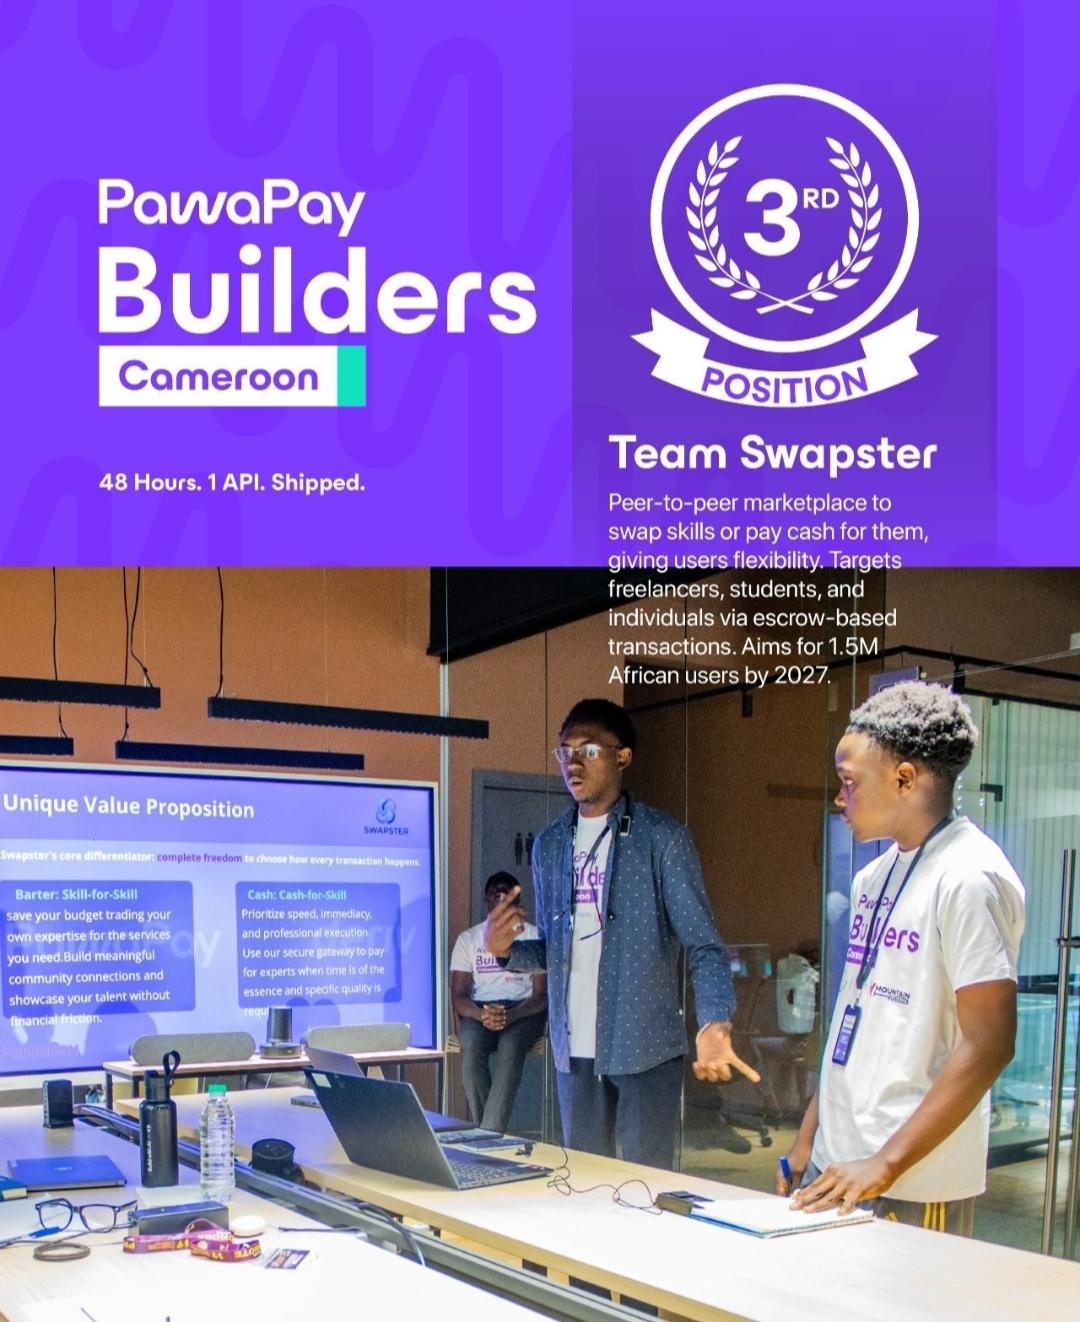 PawaPay
Builders
Cameroon
48 Hours. 1 API. Shipped.
3RD
POSITION
Team Swapster
Peer-to-peer marketplace to
swap skills or pay cash for them,
giving users flexibility. Targets
freelancers, students, and
individuals via escrow-based
transactions. Aims for 1.5M
African users by 2027.
Unique Value Proposition
SWAPSTER
Swapster's core differentiator: complete freedom to choose how every transaction happens.
Barter: Skill-for-Skill
save your budget trading your
own expertise for the services
you need.Build meaningful
community connections and
showcase your talent without
financial friction.
Cash: Cash-for-Skill
Prioritize speed, immediacy,
and professional execution.
Use our secure gateway to pay
for experts when time is of the
essence and specific quality is
PawaPay
Builders
MOUNTAIN